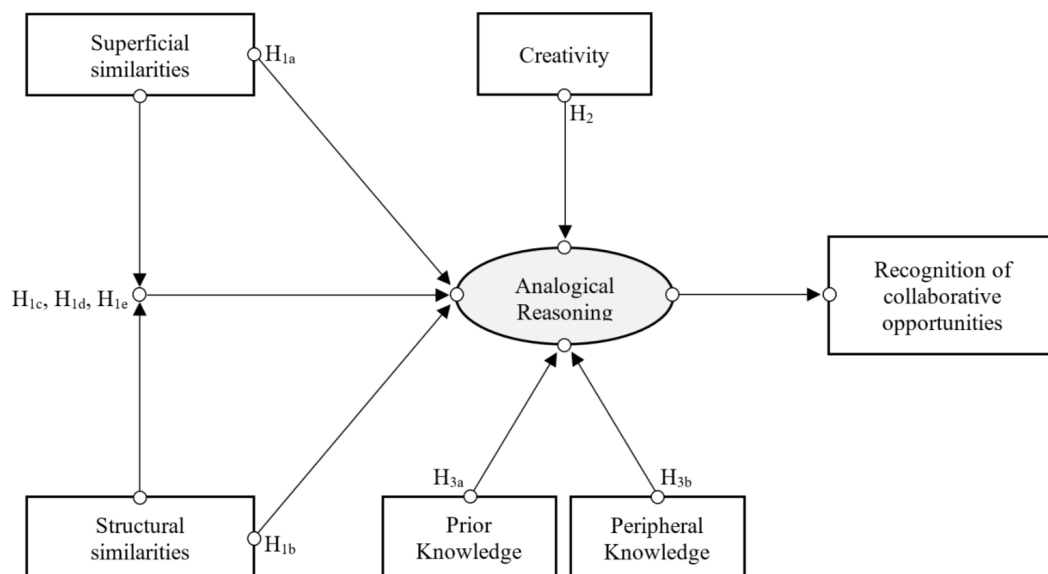 Superficial
similarities
H1a
Creativity
H2
H1c, H1d, H1e
Analogical
Reasoning
Recognition of
collaborative
opportunities
Structural
similarities
H1b
H3a
Prior
Knowledge
H3b
Peripheral
Knowledge